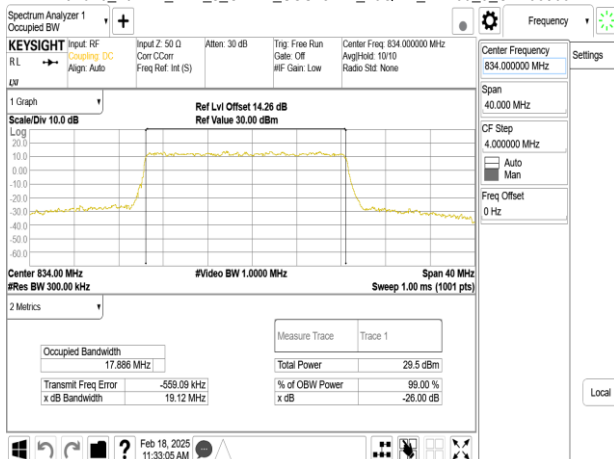 Spectrum Analyzer 1
Occupied BW
Frequency
KEYSIGHT
RL
Input: RF
Coupling: DC
Align: Auto
Input Z: 50 Ω
Corr CCorr
Freq Ref: Int (S)
Atten: 30 dB
Trig: Free Run
Gate: Off
#IF Gain: Low
Center Freq: 834.000000 MHz
Avg|Hold: 10/10
Radio Std: None
Center Frequency
834.000000 MHz
Settings
Span
40.000 MHz
CF Step
4.000000 MHz
Auto
Man
Freq Offset
0 Hz
1 Graph
Scale/Div 10.0 dB
Ref Lvl Offset 14.26 dB
Ref Value 30.00 dBm
Log
20.0
10.0
0.00
-10.0
-20.0
-30.0
-40.0
-50.0
-60.0
Center 834.00 MHz
#Video BW 1.0000 MHz
Span 40 MHz
#Res BW 300.00 kHz
Sweep 1.00 ms (1001 pts)
2 Metrics
Measure Trace Trace 1
Occupied Bandwidth
17.886 MHz
Total Power 29.5 dBm
Transmit Freq Error -559.09 kHz
% of OBW Power 99.00 %
x dB Bandwidth 19.12 MHz
x dB -26.00 dB
Local
Feb 18, 2025
11:33:05 AM